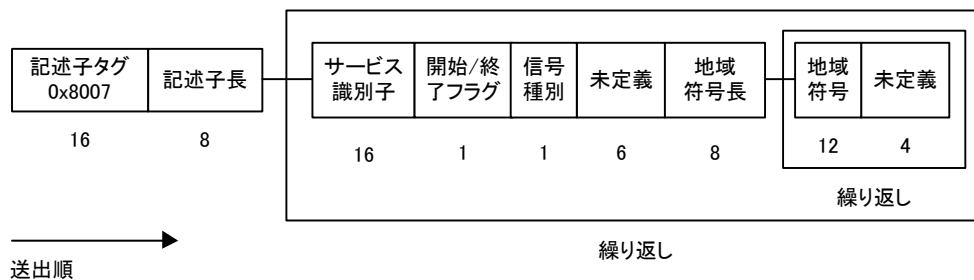 記述子タグ
0x8007
記述子長
サービス
識別子
開始/終
了フラグ
信号
種別
未定義
地域
符号長
地域
符号
未定義
16
8
16
1
1
6
8
12
4
繰り返し
繰り返し
送出順